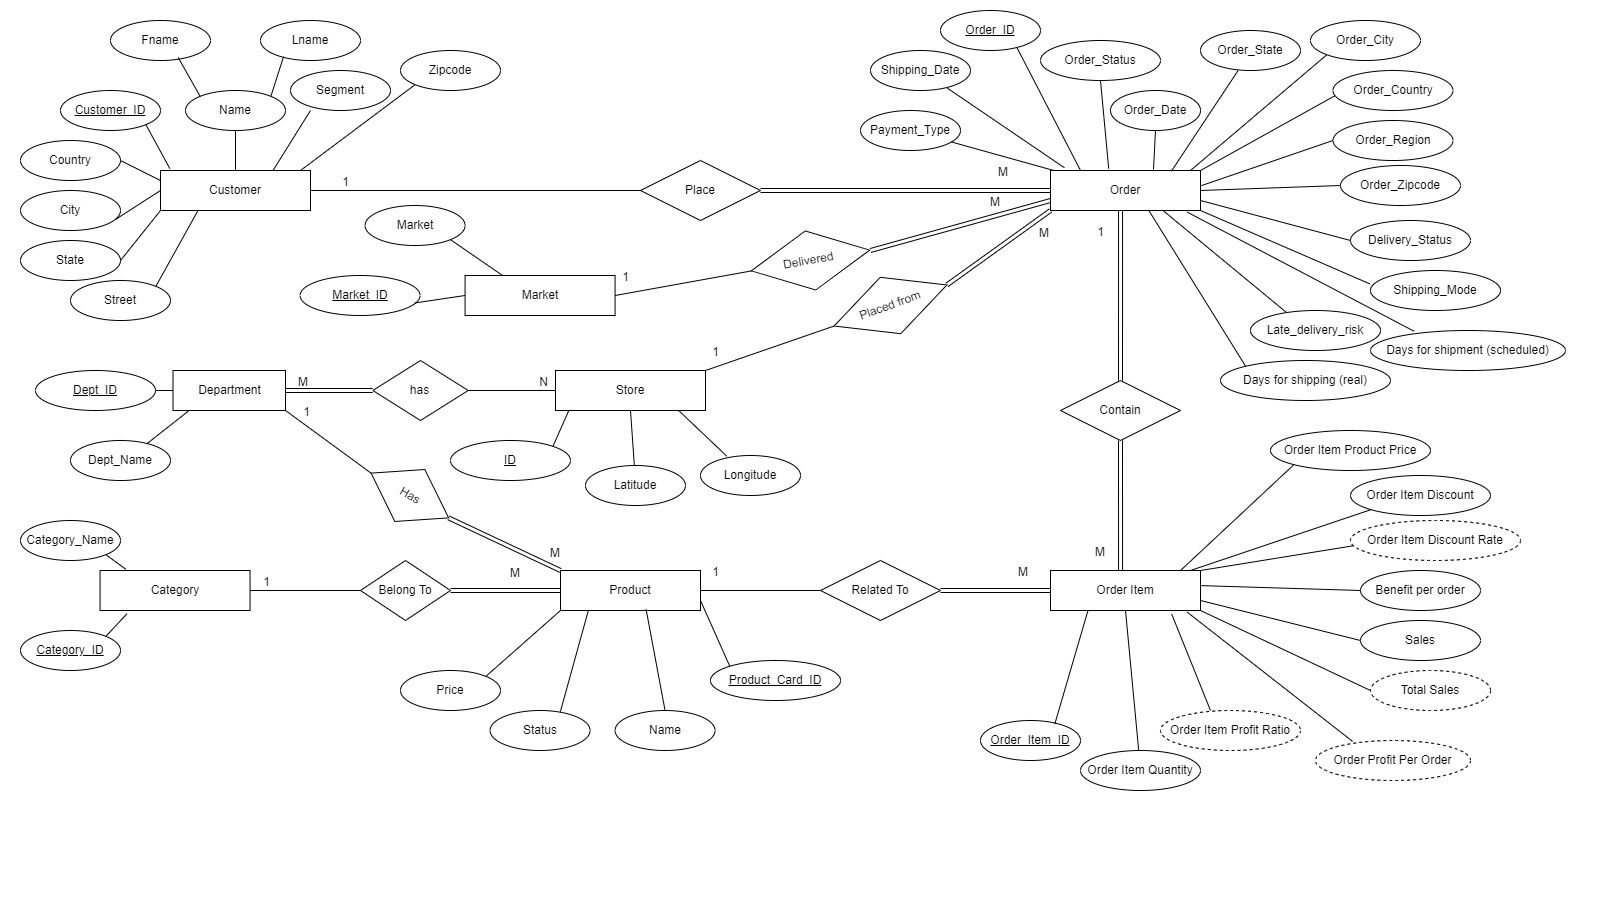 Order_ID
Fname
Lname
Order_City
Order_State
Order_Status
Zipcode
Shipping_Date
Segment
Order_Country
Customer_ID
Name
Order_Date
Payment_Type
Order_Region
Country
M
1
Order_Zipcode
Customer
Place
Order
M
City
Market
1
M
Delivery_Status
State
Delivered
1
Shipping_Mode
Market_ID
Market
Street
Placed from
Late_delivery_risk
1
Days for shipment (scheduled)
M
N
Days for shipping (real)
Dept_ID
Department
has
Store
1
Contain
Order Item Product Price
Dept_Name
ID
Longitude
Latitude
Has
Order Item Discount
Category_Name
Order Item Discount Rate
M
M
1
M
1
M
Category
Belong To
Product
Related To
Order Item
Benefit per order
Sales
Category_ID
Product_Card_ID
Price
Total Sales
Status
Name
Order_Item_ID
Order Item Profit Ratio
Order Item Quantity
Order Profit Per Order